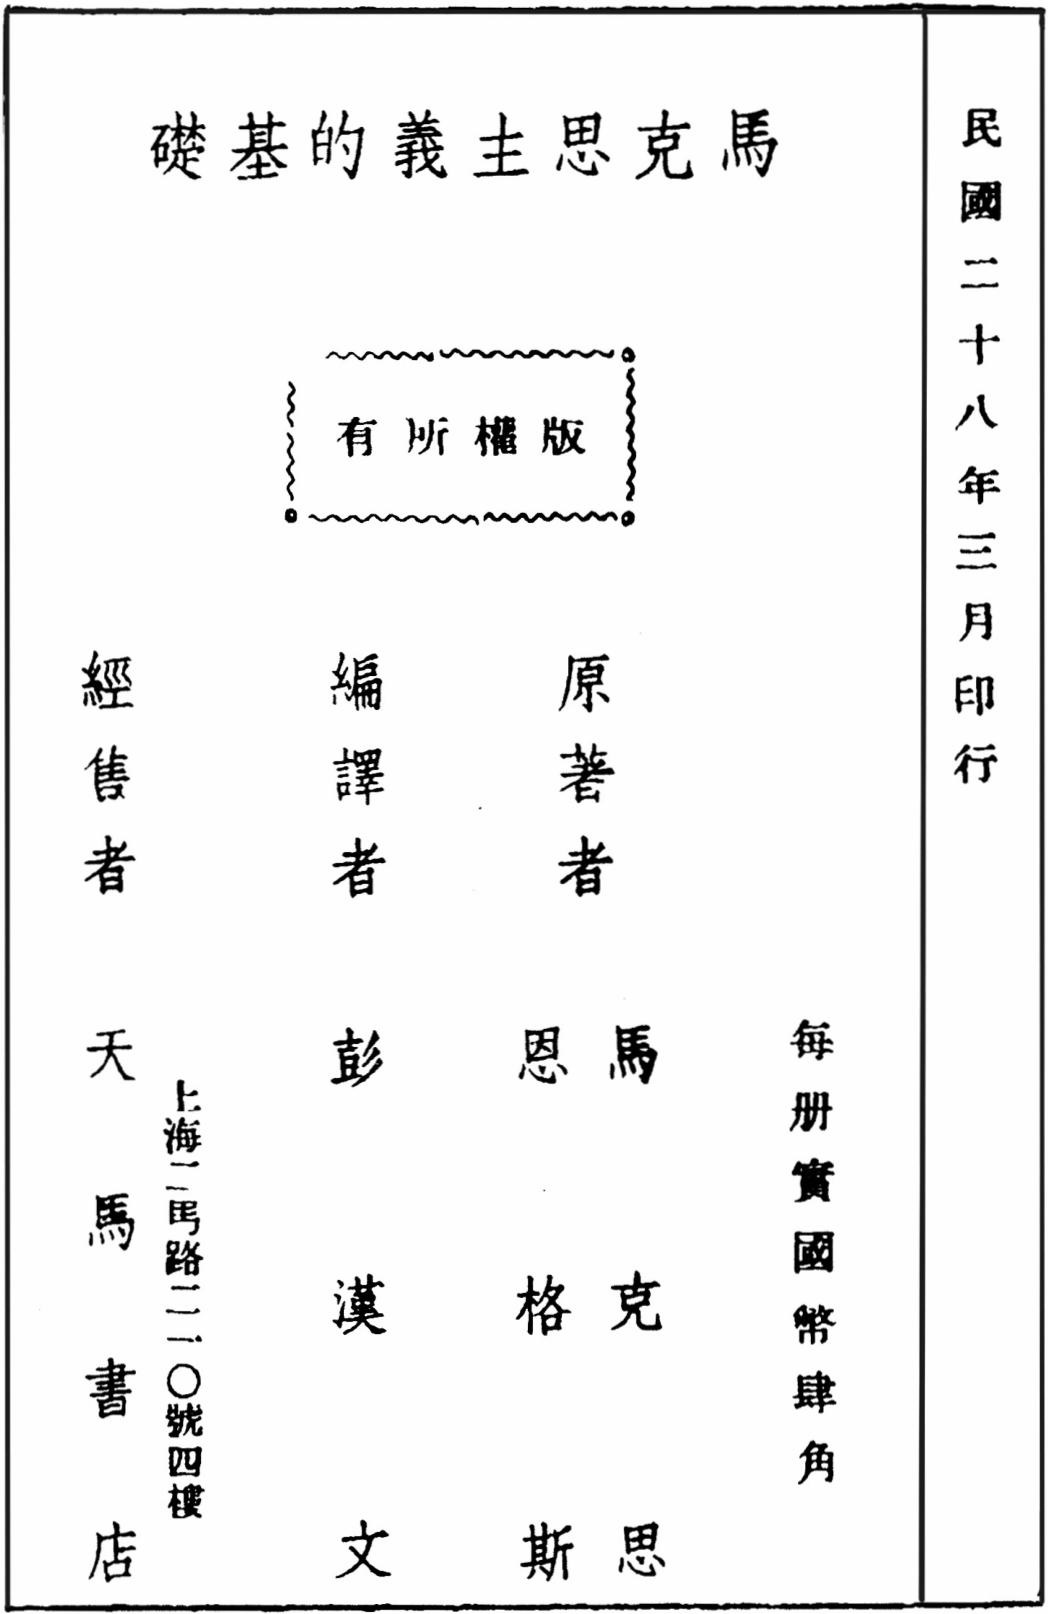 民國二十八年三月印行
馬克思主義的基礎
版權所有
每册實國幣肆角
原著者 馬克思
恩格斯
編譯者 彭漢文
上海二馬路二一〇號四樓
經售者 天馬書店